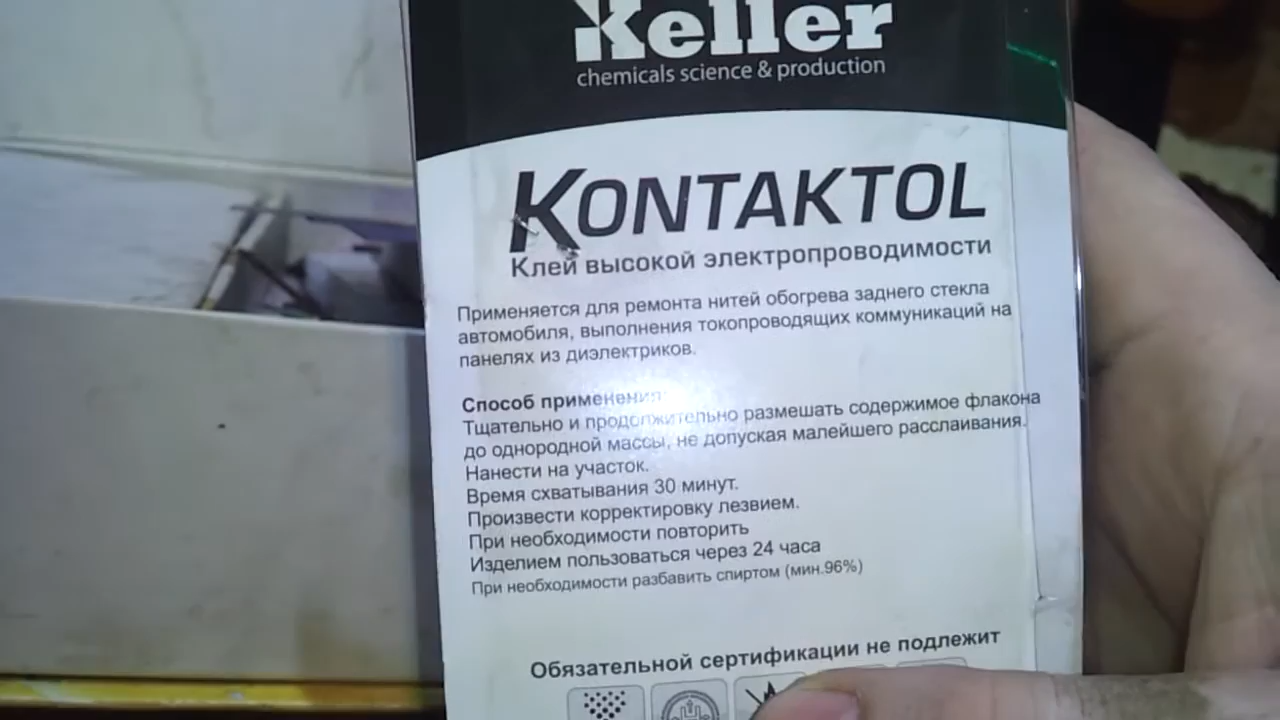 Keller
chemicals science & production
KONTAKTOL
Клей высокой электропроводимости
Применяется для ремонта нитей обогрева заднего стекла
автомобиля, выполнения токопроводящих коммуникаций на
панелях из диэлектриков.
Способ применения:
Тщательно и продолжительно размешать содержимое флакона
до однородной массы, не допуская малейшего расслаивания.
Нанести на участок.
Время схватывания 30 минут.
Произвести корректировку лезвием.
При необходимости повторить
Изделием пользоваться через 24 часа
При необходимости разбавить спиртом (мин.96%)
Обязательной сертификации не подлежит